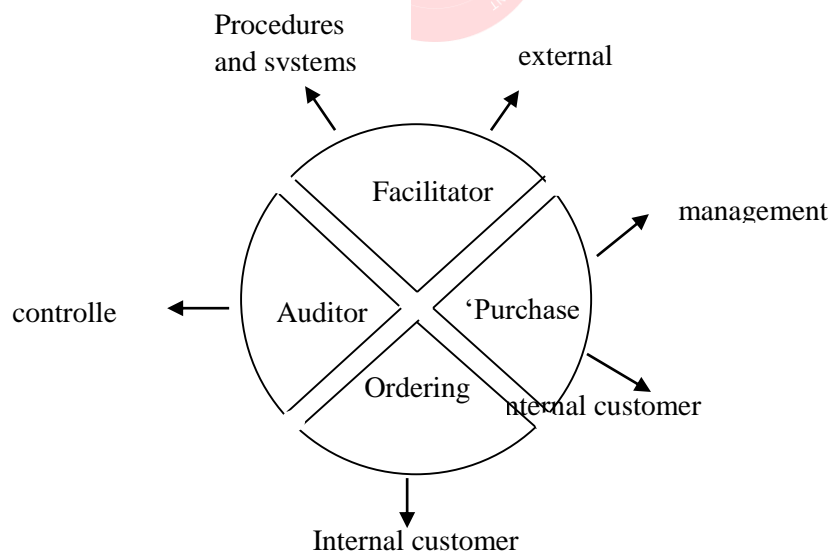 Procedures
and systems
external
Facilitator
management
controlle
Auditor
‘Purchase
Ordering
nternal customer
Internal customer